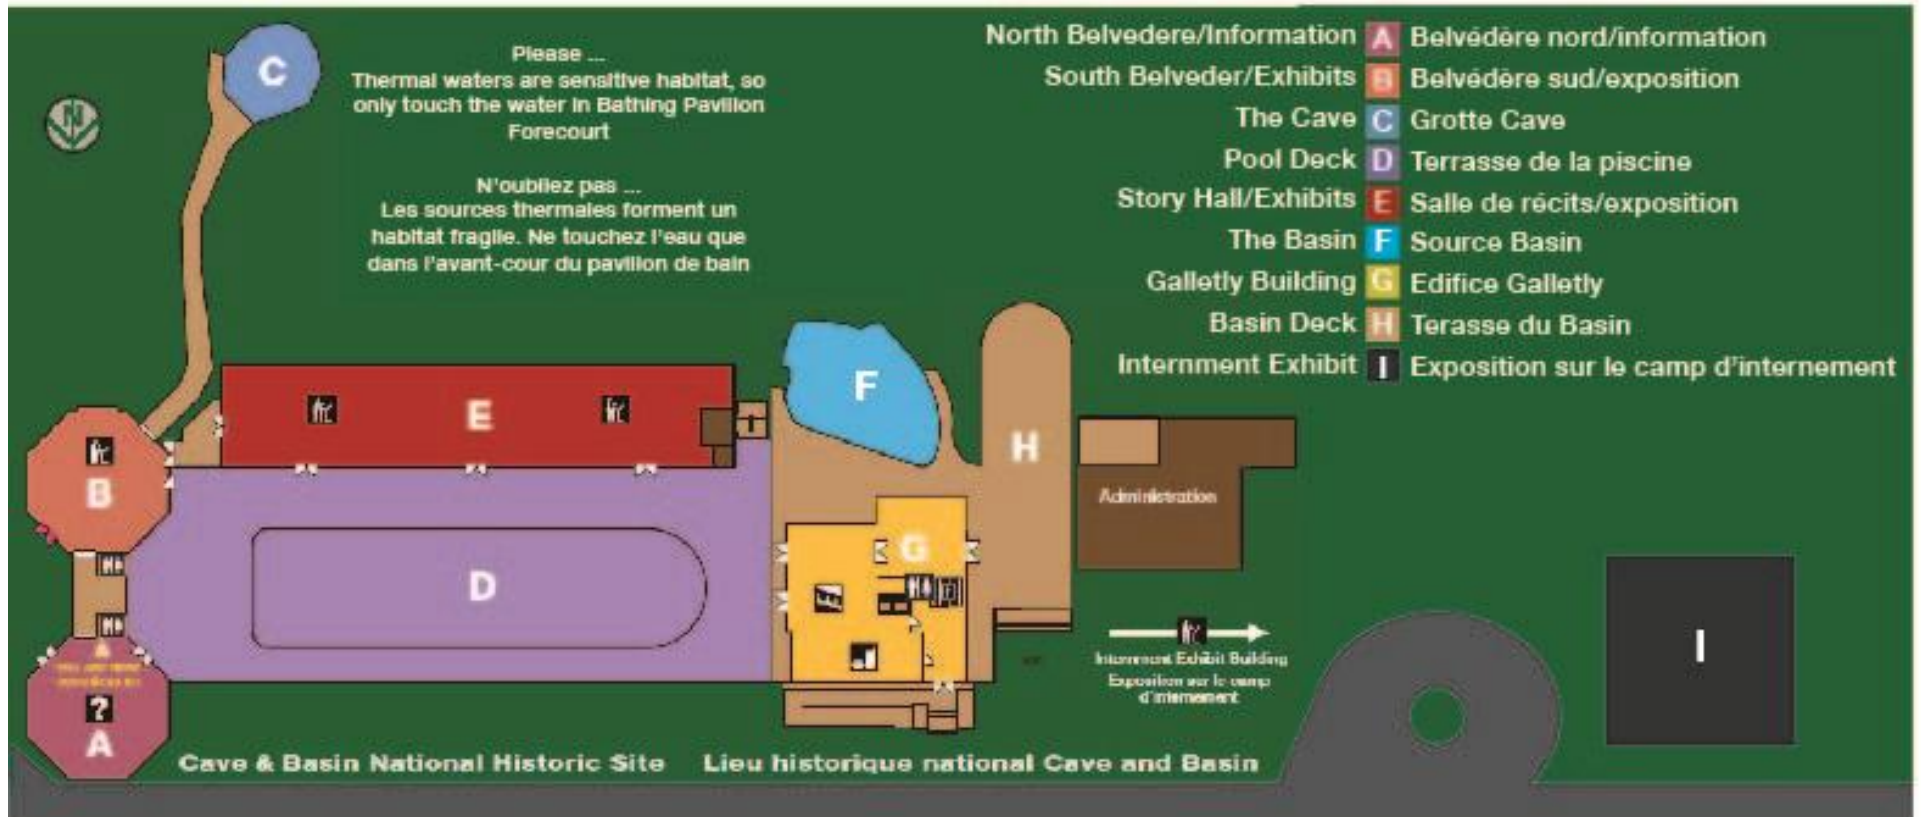 North Belvedere/Information A Belvédère nord/information
South Belveder/Exhibits B Belvédère sud/exposition
The Cave C Grotte Cave
Pool Deck D Terrasse de la piscine
Story Hall/Exhibits E Salle de récits/exposition
The Basin F Source Basin
Galletly Building G Edifice Galletly
Basin Deck H Terasse du Basin
Internment Exhibit I Exposition sur le camp d'internement
Please ...
Thermal waters are sensitive habitat, so
only touch the water in Bathing Pavilion
Forecourt
N'oubliez pas ...
Les sources thermales forment un
habitat fragile. Ne touchez l'eau que
dans l'avant-cour du pavillon de bain
N
C
F
E
H
B
Administration
G
D
Internment Exhibit Building
Exposition sur le camp
d'internement
I
?
A
Cave & Basin National Historic Site
Lieu historique national Cave and Basin